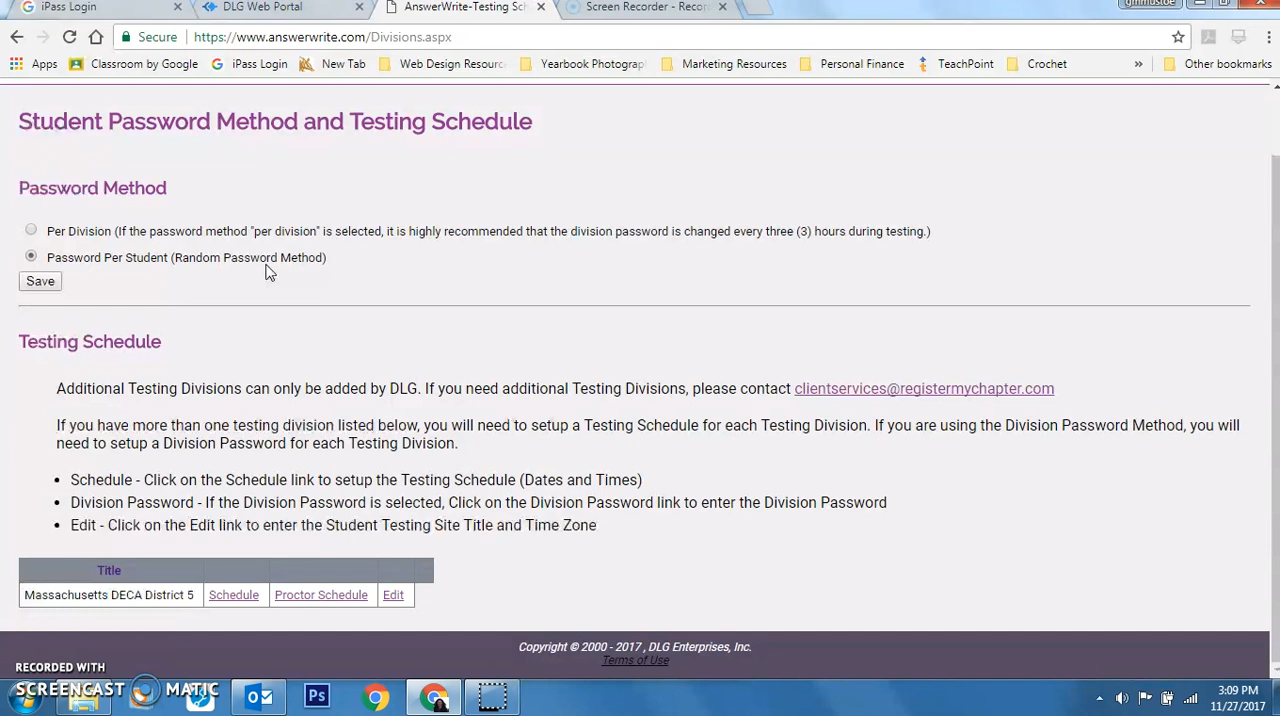 iPass Login
DLG Web Portal
AnswerWrite-Testing Sch
Screen Recorder - Recor
Secure
https://www.answerwrite.com/Divisions.aspx
Apps
Classroom by Google
iPass Login
New Tab
Web Design Resourc
Yearbook Photograp
Marketing Resources
Personal Finance
TeachPoint
Crochet
»
Other bookmarks
Student Password Method and Testing Schedule
Password Method
Per Division (If the password method "per division" is selected, it is highly recommended that the division password is changed every three (3) hours during testing.)
Password Per Student (Random Password Method)
Save
Testing Schedule
Additional Testing Divisions can only be added by DLG. If you need additional Testing Divisions, please contact clientservices@registermychapter.com
If you have more than one testing division listed below, you will need to setup a Testing Schedule for each Testing Division. If you are using the Division Password Method, you will
need to setup a Division Password for each Testing Division.
• Schedule - Click on the Schedule link to setup the Testing Schedule (Dates and Times)
• Division Password - If the Division Password is selected, Click on the Division Password link to enter the Division Password
• Edit - Click on the Edit link to enter the Student Testing Site Title and Time Zone
Title
Massachusetts DECA District 5 Schedule Proctor Schedule Edit
Copyright © 2000 - 2017 , DLG Enterprises, Inc.
Terms of Use
RECORDED WITH
SCREENCAST MATIC
Ps
3:09 PM
11/27/2017